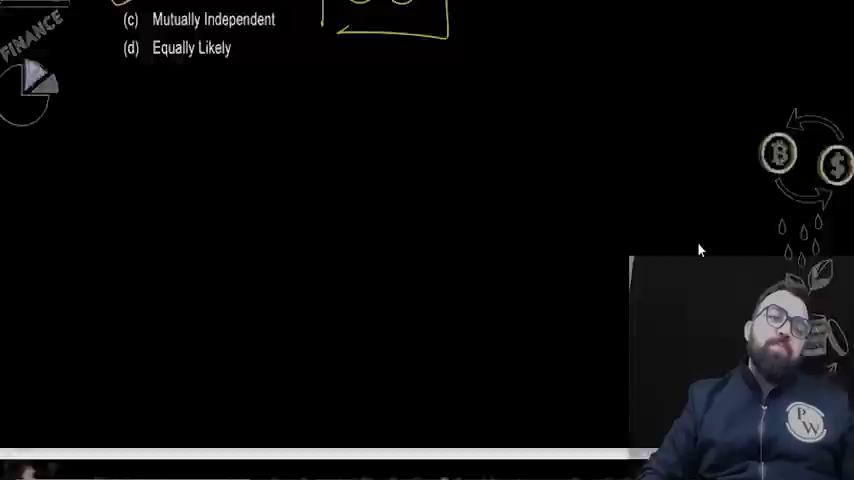 FINANCE
(c) Mutually Independent
(d) Equally Likely
B
$
P
W